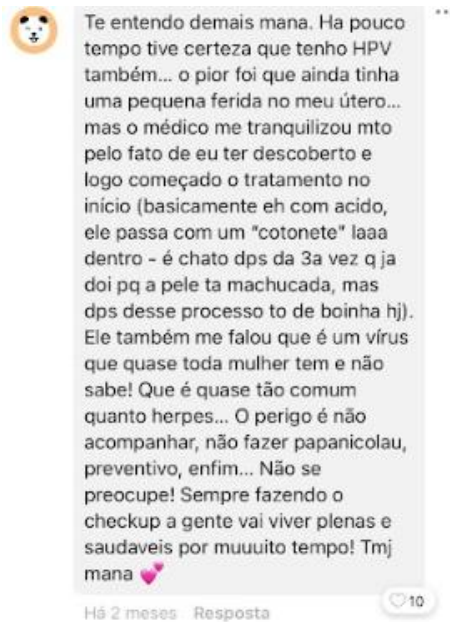 Te entendo demais mana. Ha pouco
tempo tive certeza que tenho HPV
também... o pior foi que ainda tinha
uma pequena ferida no meu útero...
mas o médico me tranquilizou mto
pelo fato de eu ter descoberto e
logo começado o tratamento no
início (basicamente eh com acido,
ele passa com um "cotonete" laaa
dentro - é chato dps da 3a vez q ja
doi pq a pele ta machucada, mas
dps desse processo to de boinha hj).
Ele também me falou que é um vírus
que quase toda mulher tem e não
sabe! Que é quase tão comum
quanto herpes... O perigo é não
acompanhar, não fazer papanicolau,
preventivo, enfim... Não se
preocupe! Sempre fazendo o
checkup a gente vai viver plenas e
saudaveis por muuuito tempo! Tmj
mana 💕
10
Há 2 meses Resposta